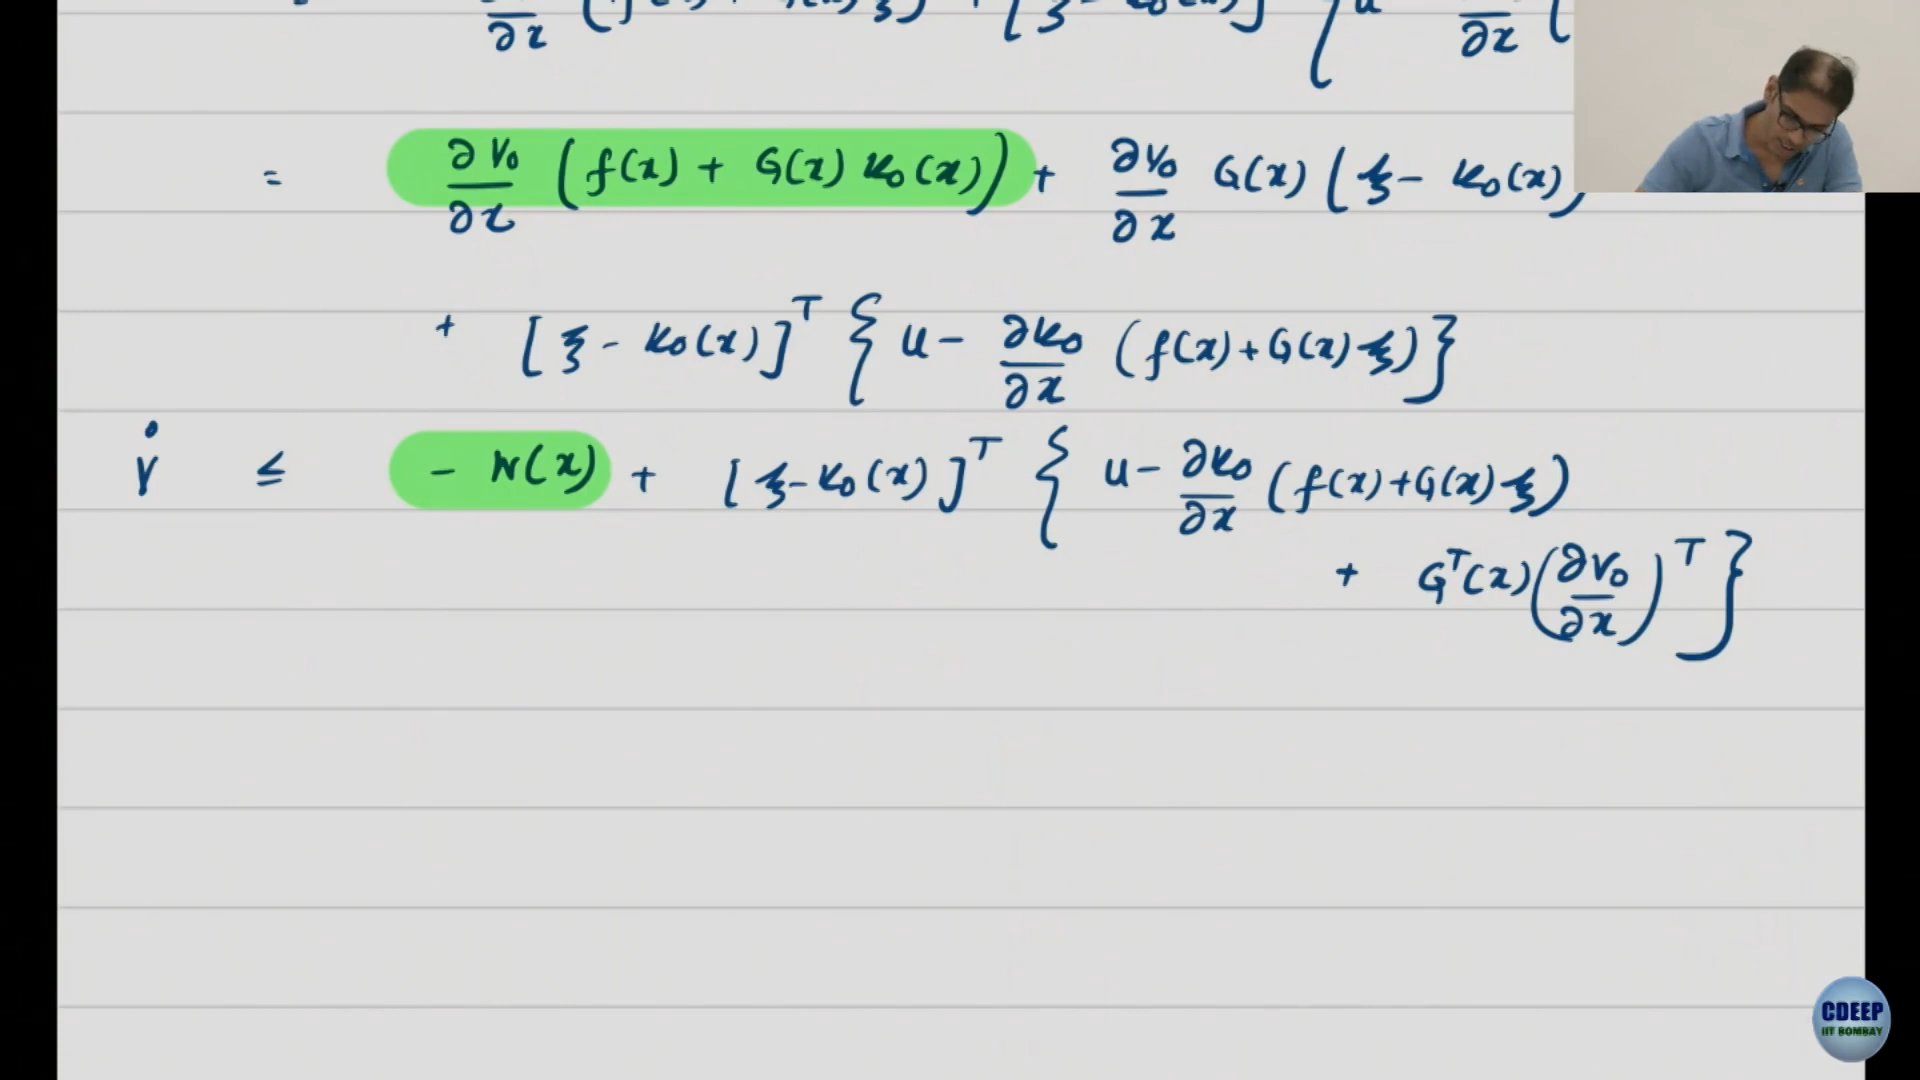 ∂x ∂x
= ∂V₀/∂x (f(x) + G(x) k₀(x)) + ∂V₀/∂x G(x) (ξ - k₀(x)
+ [ξ - k₀(x)]ᵀ { u - ∂k₀/∂x (f(x) + G(x) ξ) }
V̇ ≤ - W(x) + [ξ - k₀(x)]ᵀ { u - ∂k₀/∂x (f(x) + G(x) ξ)
+ Gᵀ(x) (∂V₀/∂x)ᵀ }
CDEEP
IIT BOMBAY